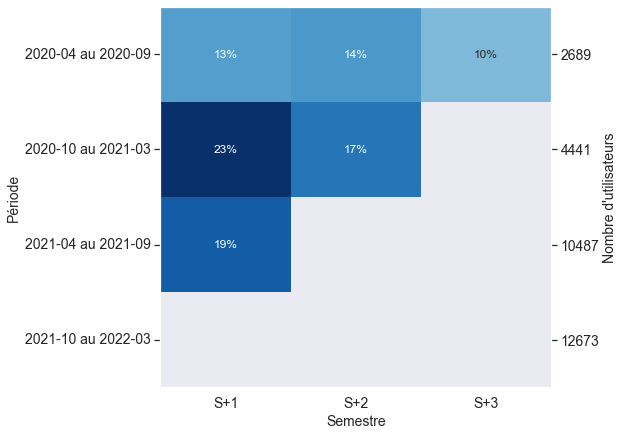 2020-04 au 2020-09 13% 14% 10% 2689
2020-10 au 2021-03 23% 17% 4441
2021-04 au 2021-09 19% 10487
2021-10 au 2022-03 12673
Période
Nombre d'utilisateurs
S+1 S+2 S+3
Semestre